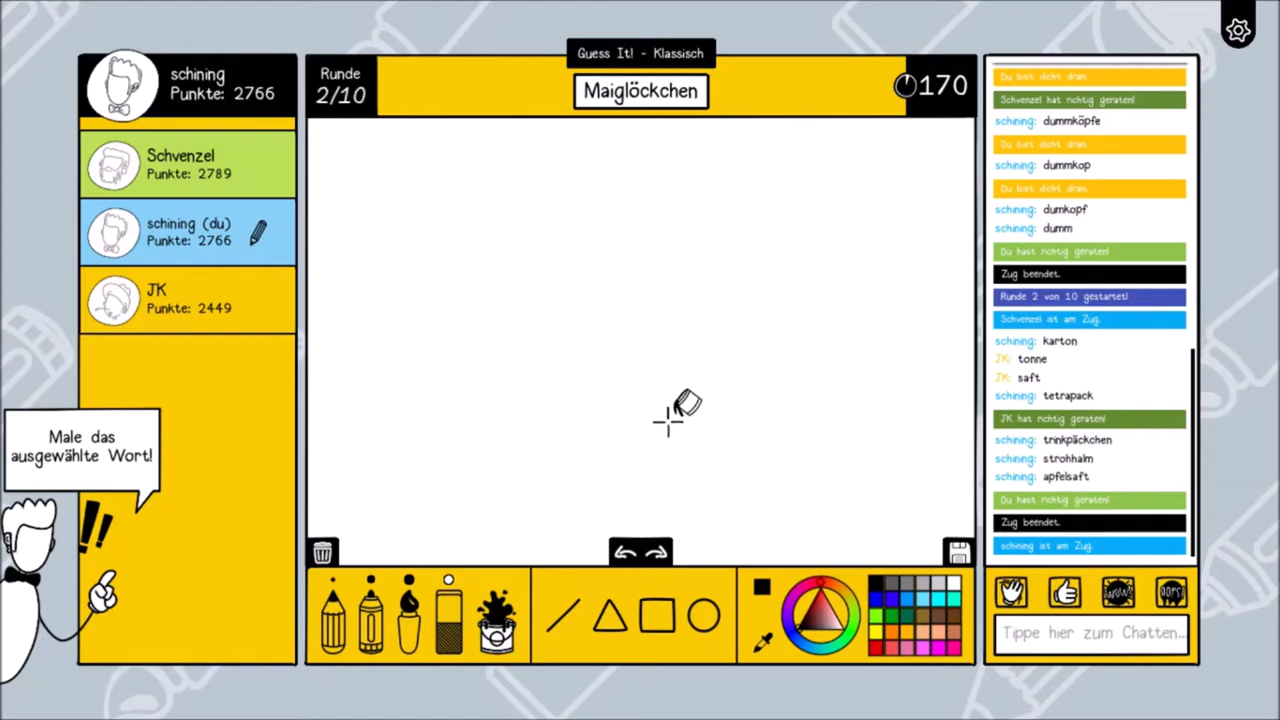 Guess It! - Klassisch
schining
Punkte: 2766
Runde
2/10
Maiglöckchen
170
Schvenzel
Punkte: 2789
schining (du)
Punkte: 2766
JK
Punkte: 2449
Male das
ausgewählte Wort!
!!
Du bist dicht dran.
Schvenzel hat richtig geraten!
schining: dummköpfe
Du bist dicht dran.
schining: dummkop
Du bist dicht dran.
schining: dumkopf
schining: dumm
Du hast richtig geraten!
Zug beendet.
Runde 2 von 10 gestartet!
Schvenzel ist am Zug.
schining: karton
JK: tonne
JK: saft
schining: tetrapack
JK hat richtig geraten!
schining: trinkpäckchen
schining: strohhalm
schining: apfelsaft
Du hast richtig geraten!
Zug beendet.
schining ist am Zug.
WOW!!
OOPS!
Tippe hier zum Chatten...